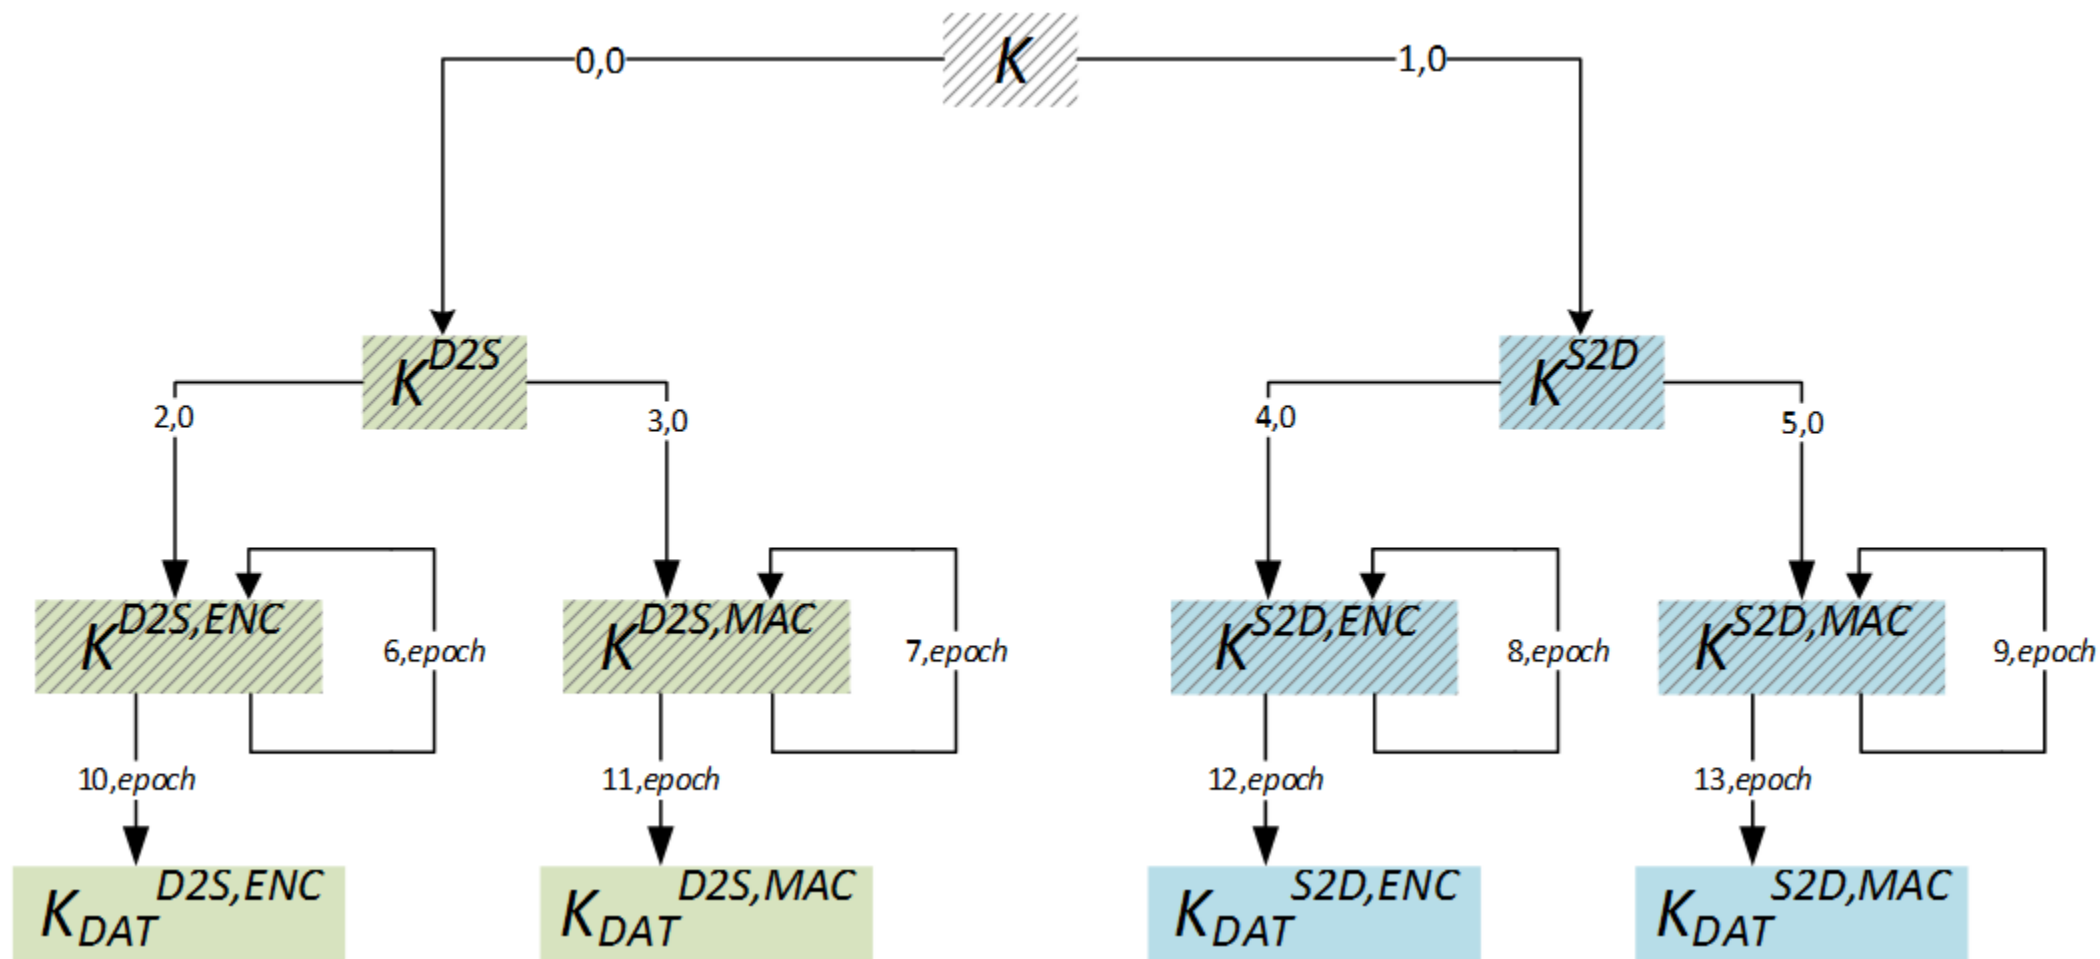 K
0,0
1,0
K^D2S
K^S2D
2,0
3,0
4,0
5,0
K^D2S,ENC
K^D2S,MAC
K^S2D,ENC
K^S2D,MAC
6,epoch
7,epoch
8,epoch
9,epoch
10,epoch
11,epoch
12,epoch
13,epoch
K_DAT^D2S,ENC
K_DAT^D2S,MAC
K_DAT^S2D,ENC
K_DAT^S2D,MAC